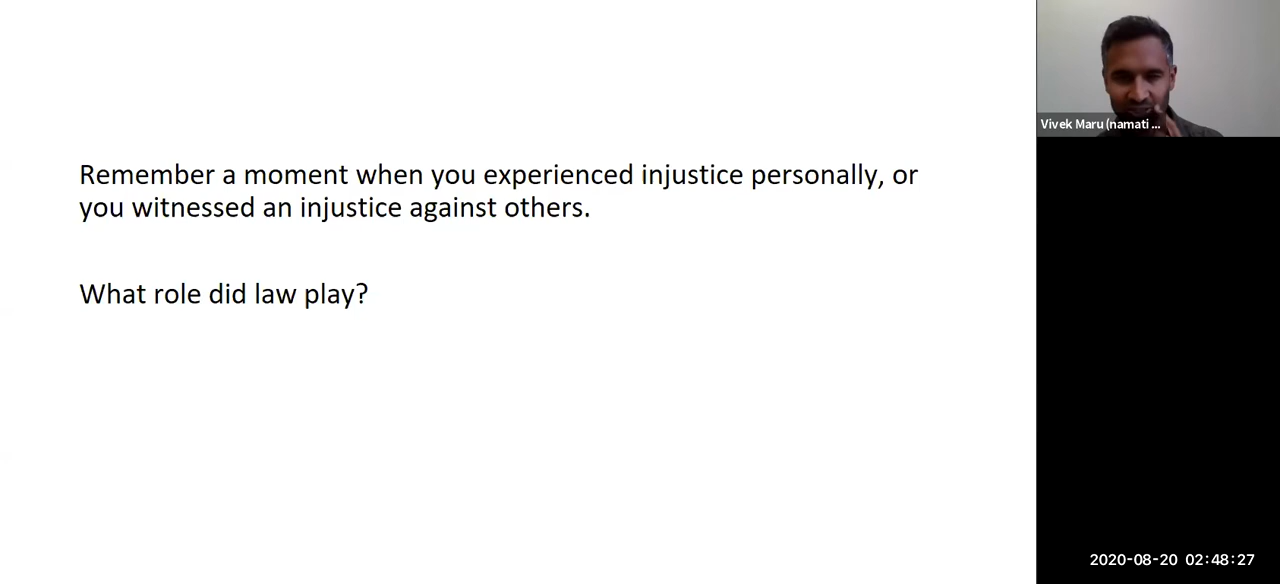 Remember a moment when you experienced injustice personally, or
you witnessed an injustice against others.
What role did law play?
Vivek Maru (namati ...
2020-08-20 02:48:27